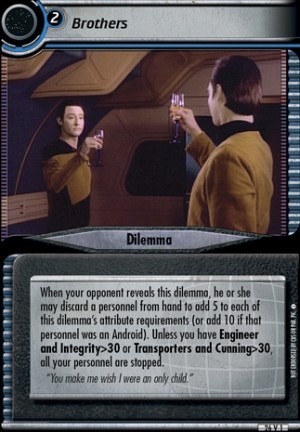 2 Brothers
Dilemma
When your opponent reveals this dilemma, he or she
may discard a personnel from hand to add 5 to each of
this dilemma's attribute requirements (or add 10 if that
personnel was an Android). Unless you have Engineer
and Integrity>30 or Transporters and Cunning>30,
all your personnel are stopped.
"You make me wish I were an only child."
24 V 1